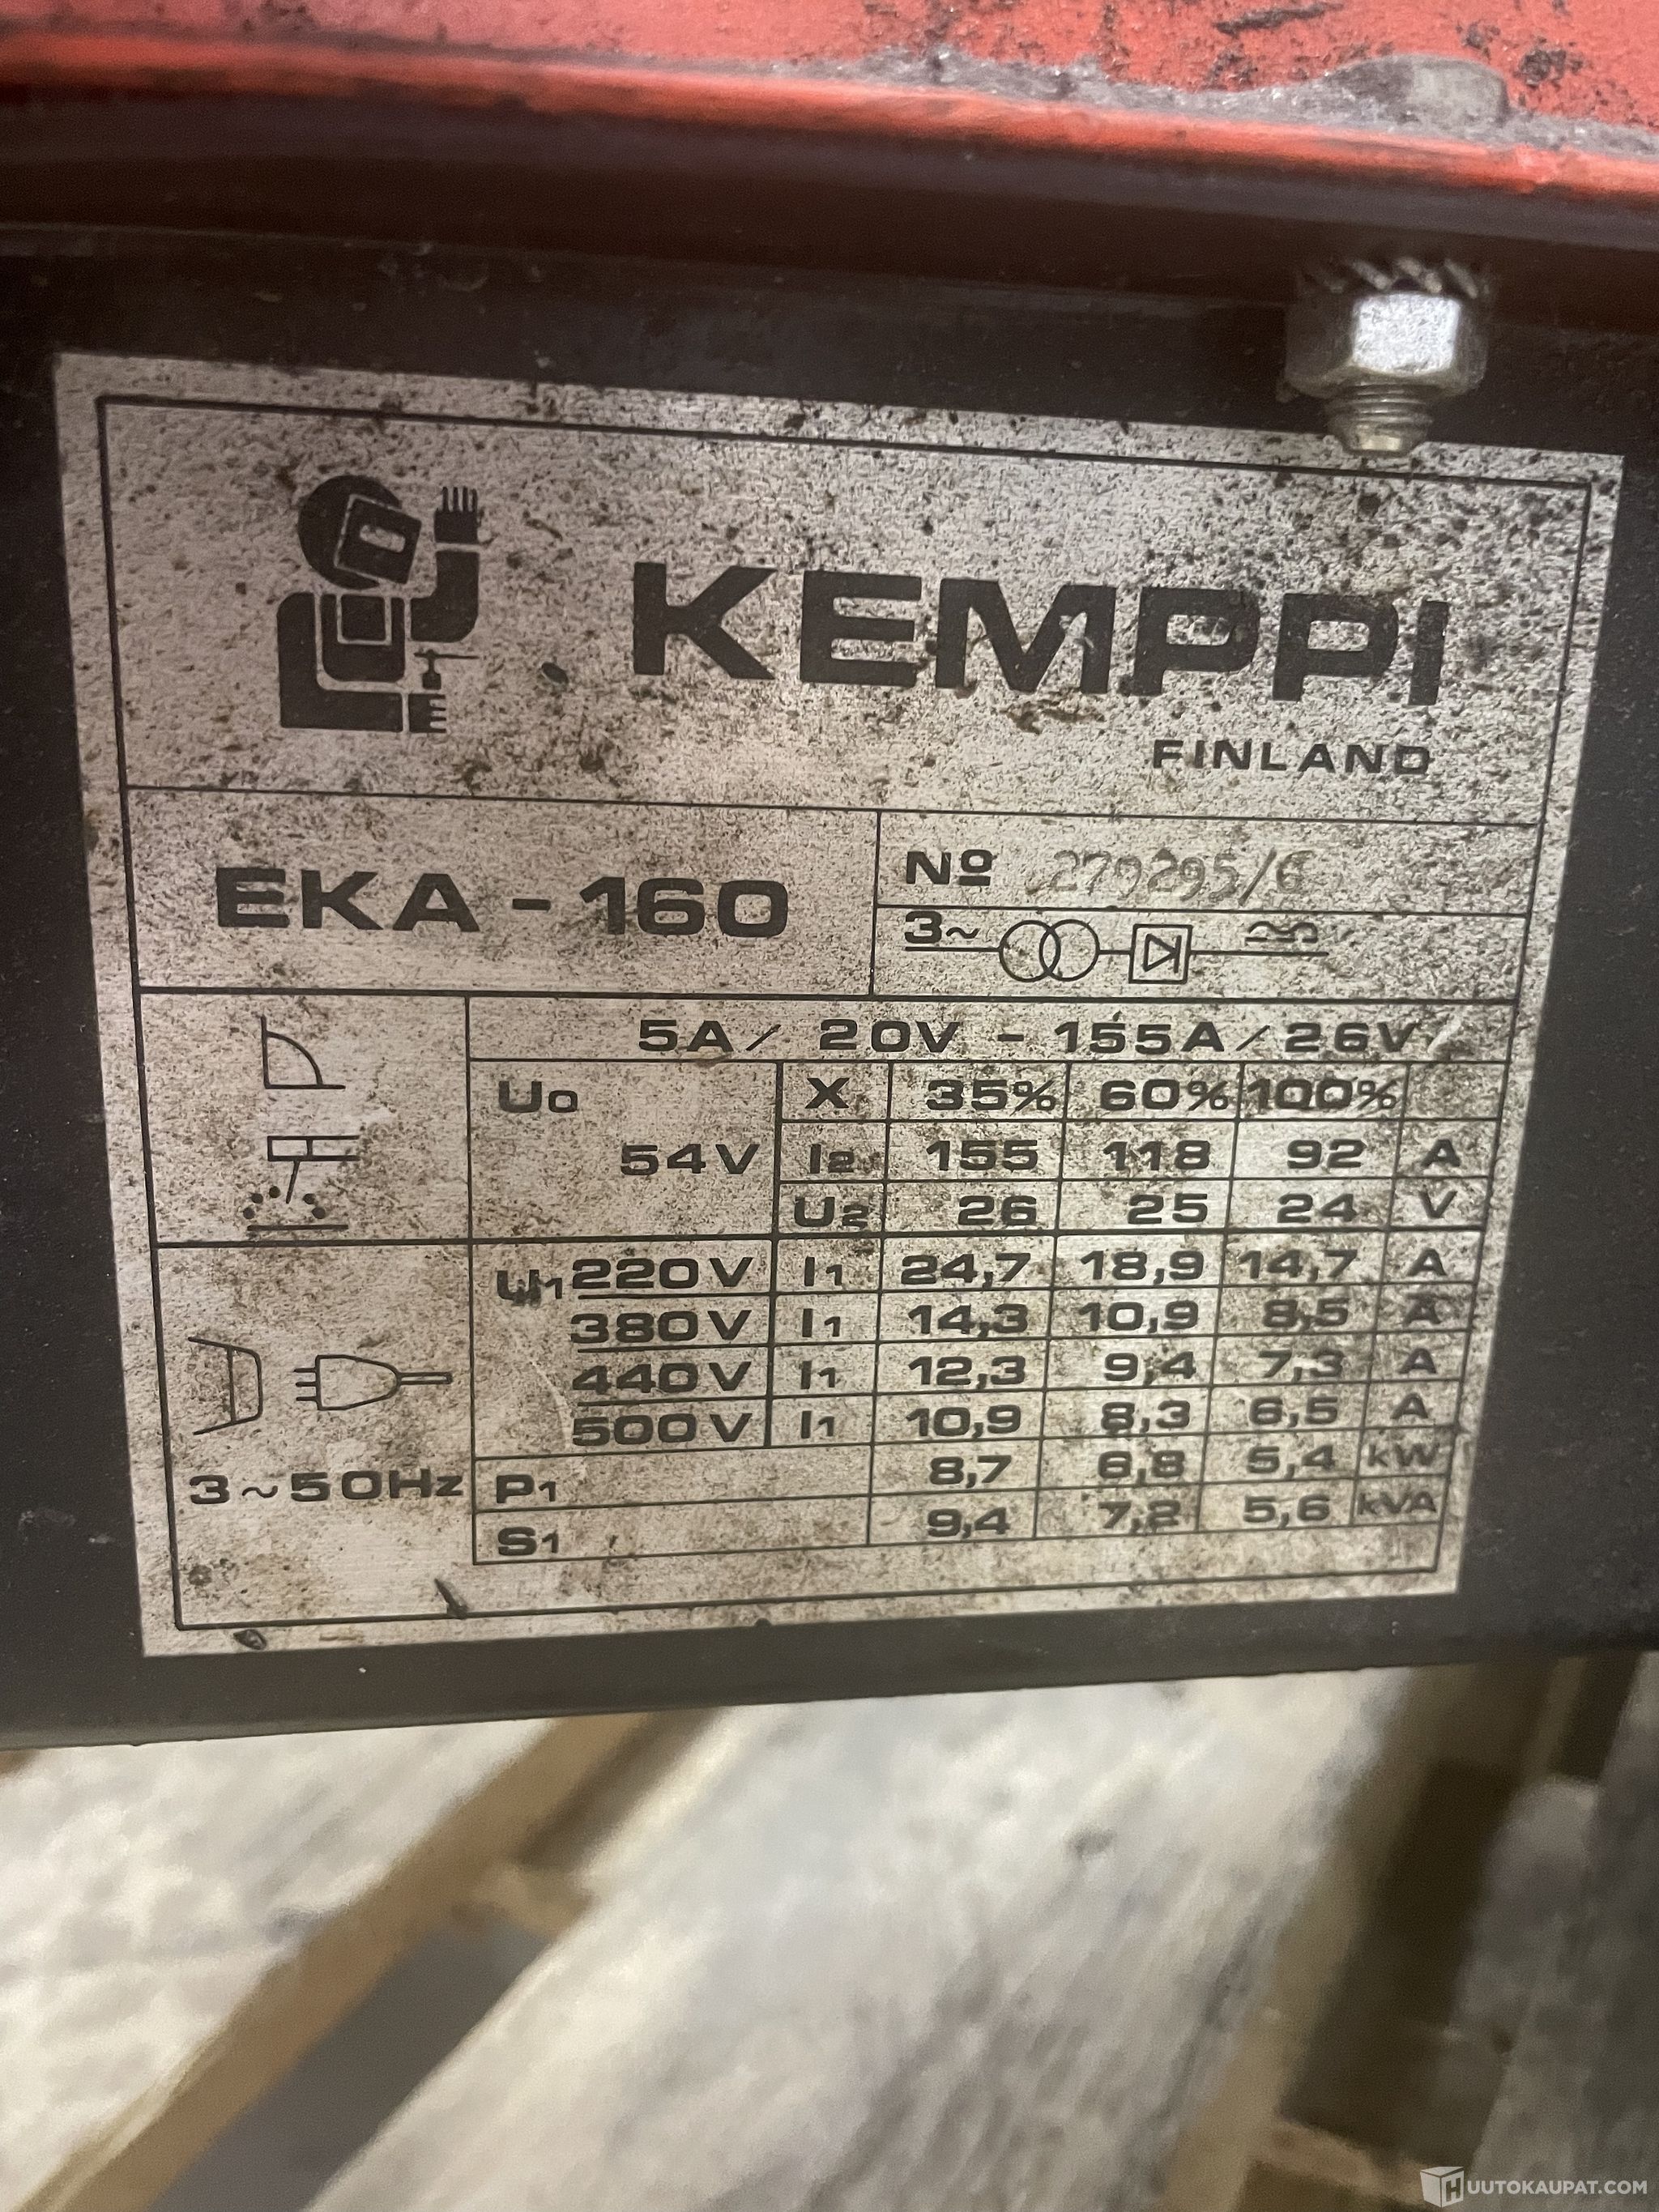 KEMPPI
FINLAND
EKA - 160
Nº 279295/6
3~
5A/ 20V - 155A/26V
Uo X 35% 60% 100%
54V I2 155 118 92 A
U2 26 25 24 V
U1 220V I1 24,7 18,9 14,7 A
380V I1 14,3 10,9 8,5 A
440V I1 12,3 9,4 7,3 A
500V I1 10,9 8,3 6,5 A
3~50Hz P1 8,7 6,8 5,4 kW
S1 9,4 7,2 5,6 kVA
HUUTOKAUPAT.COM